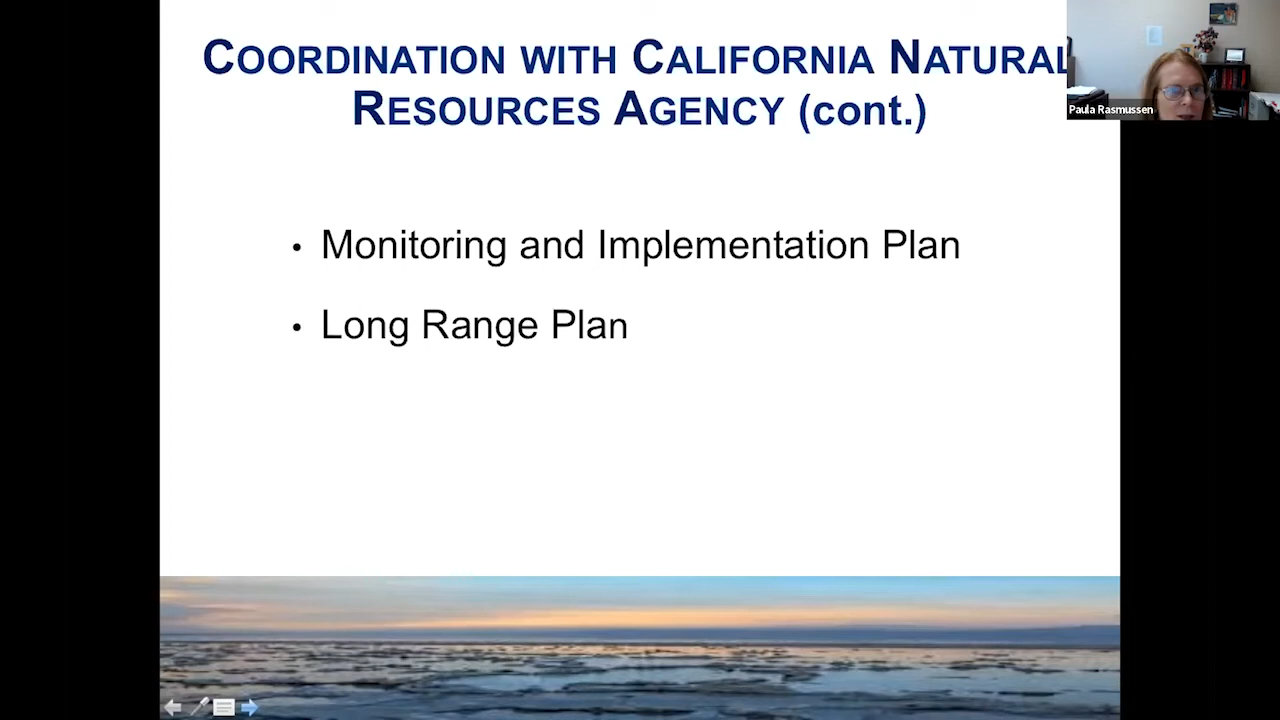 COORDINATION WITH CALIFORNIA NATURAL
RESOURCES AGENCY (cont.)
Paula Rasmussen
• Monitoring and Implementation Plan
• Long Range Plan